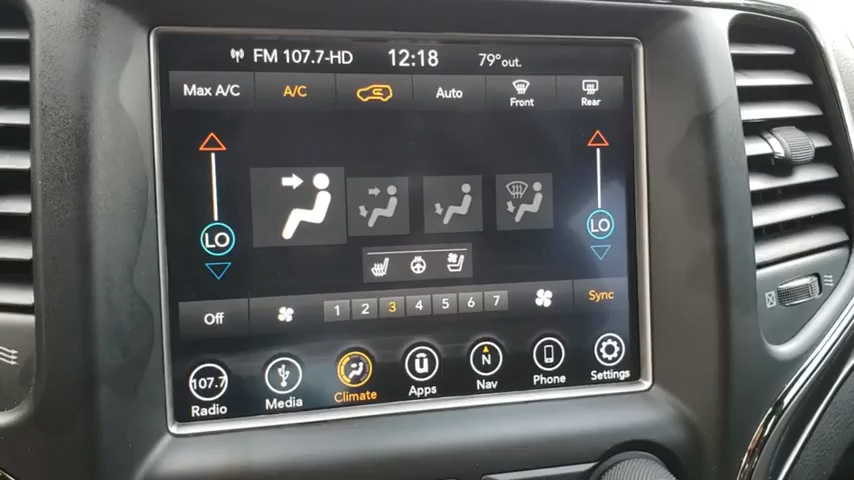 FM 107.7-HD 12:18 79° out.
Max A/C A/C Auto Front Rear
LO LO
Off 1 2 3 4 5 6 7 Sync
107.7 N
Radio Media Climate Apps Nav Phone Settings